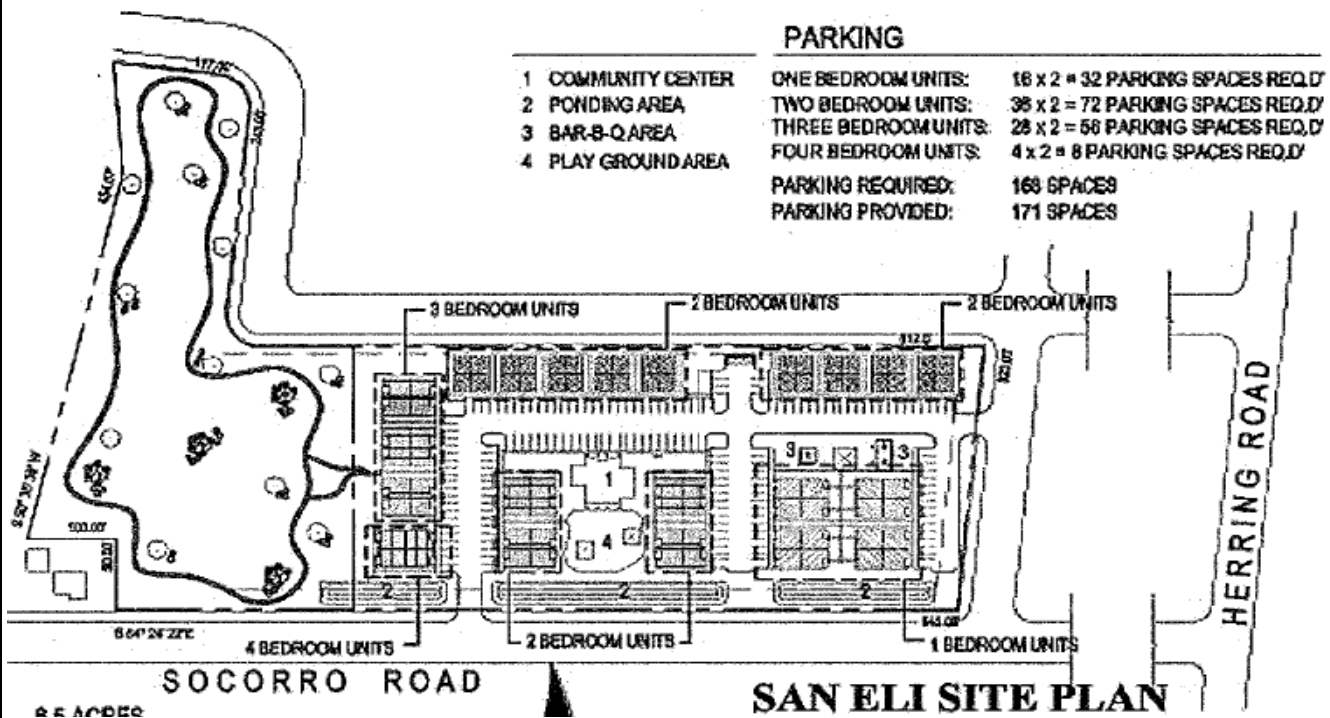 PARKING
1 COMMUNITY CENTER
2 PONDING AREA
3 BAR-B-Q AREA
4 PLAY GROUND AREA
ONE BEDROOM UNITS: 16 x 2 = 32 PARKING SPACES REQ.D'
TWO BEDROOM UNITS: 36 x 2 = 72 PARKING SPACES REQ.D'
THREE BEDROOM UNITS: 28 x 2 = 56 PARKING SPACES REQ.D'
FOUR BEDROOM UNITS: 4 x 2 = 8 PARKING SPACES REQ.D'
PARKING REQUIRED: 168 SPACES
PARKING PROVIDED: 171 SPACES
3 BEDROOM UNITS
2 BEDROOM UNITS
2 BEDROOM UNITS
3
3
1
4
500.00'
2
2
2
4 BEDROOM UNITS
2 BEDROOM UNITS
1 BEDROOM UNITS
HERRING ROAD
SOCORRO ROAD
SAN ELI SITE PLAN
8.5 ACRES